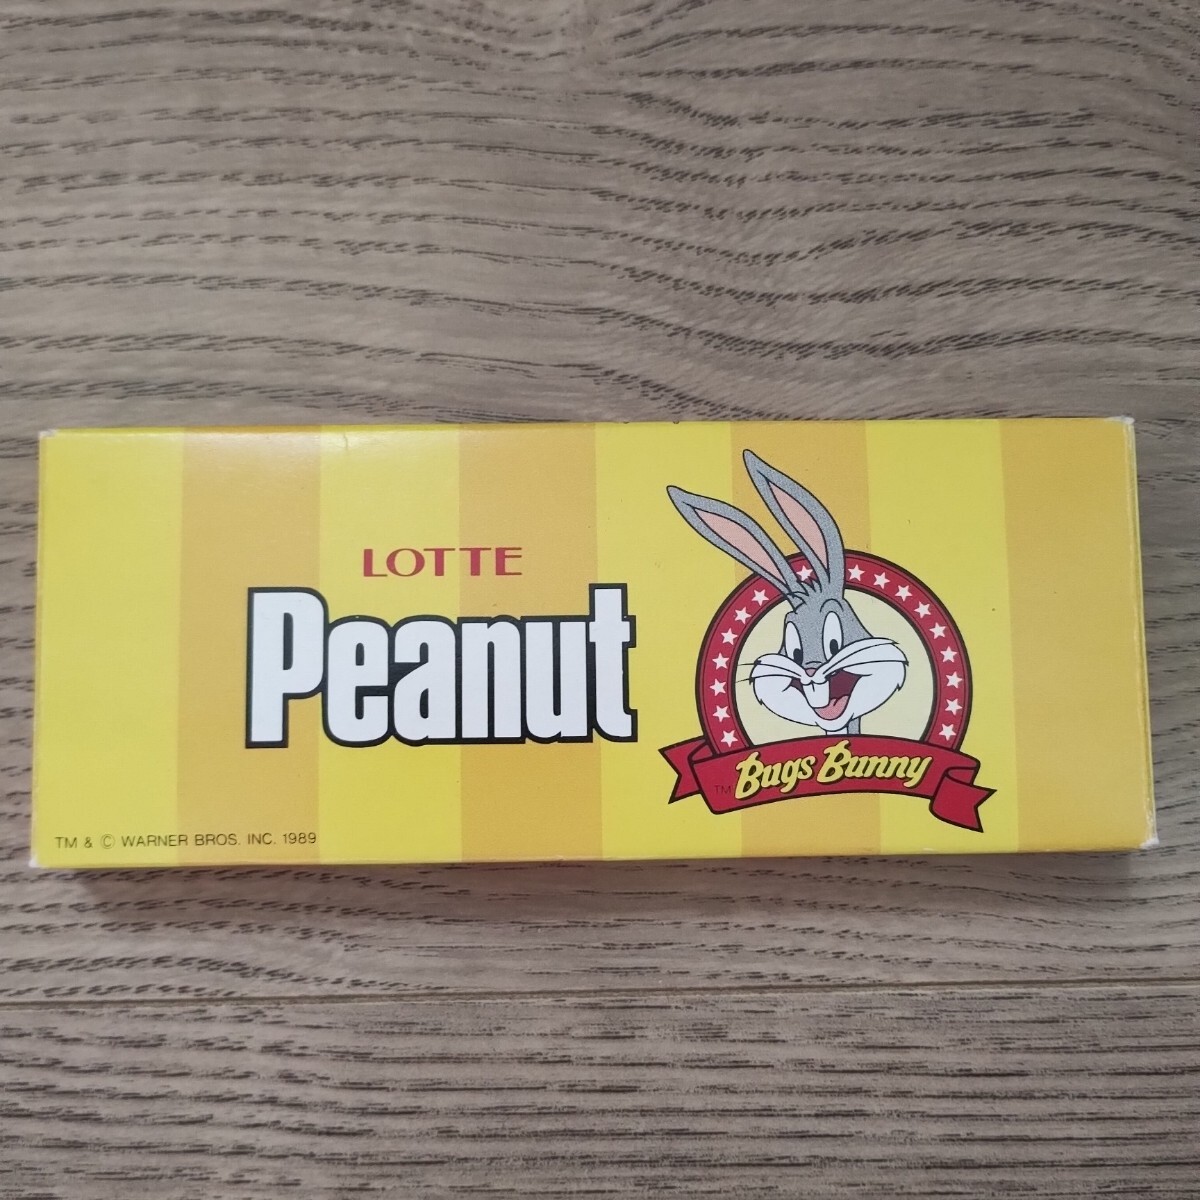 LOTTE
Peanut
TM Bugs Bunny
TM & © WARNER BROS. INC. 1989